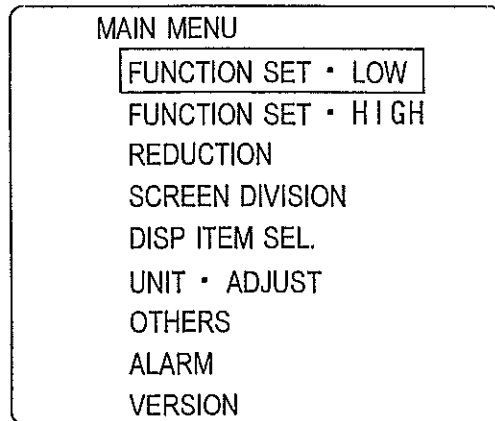 MAIN MENU
FUNCTION SET · LOW
FUNCTION SET · HIGH
REDUCTION
SCREEN DIVISION
DISP ITEM SEL.
UNIT · ADJUST
OTHERS
ALARM
VERSION